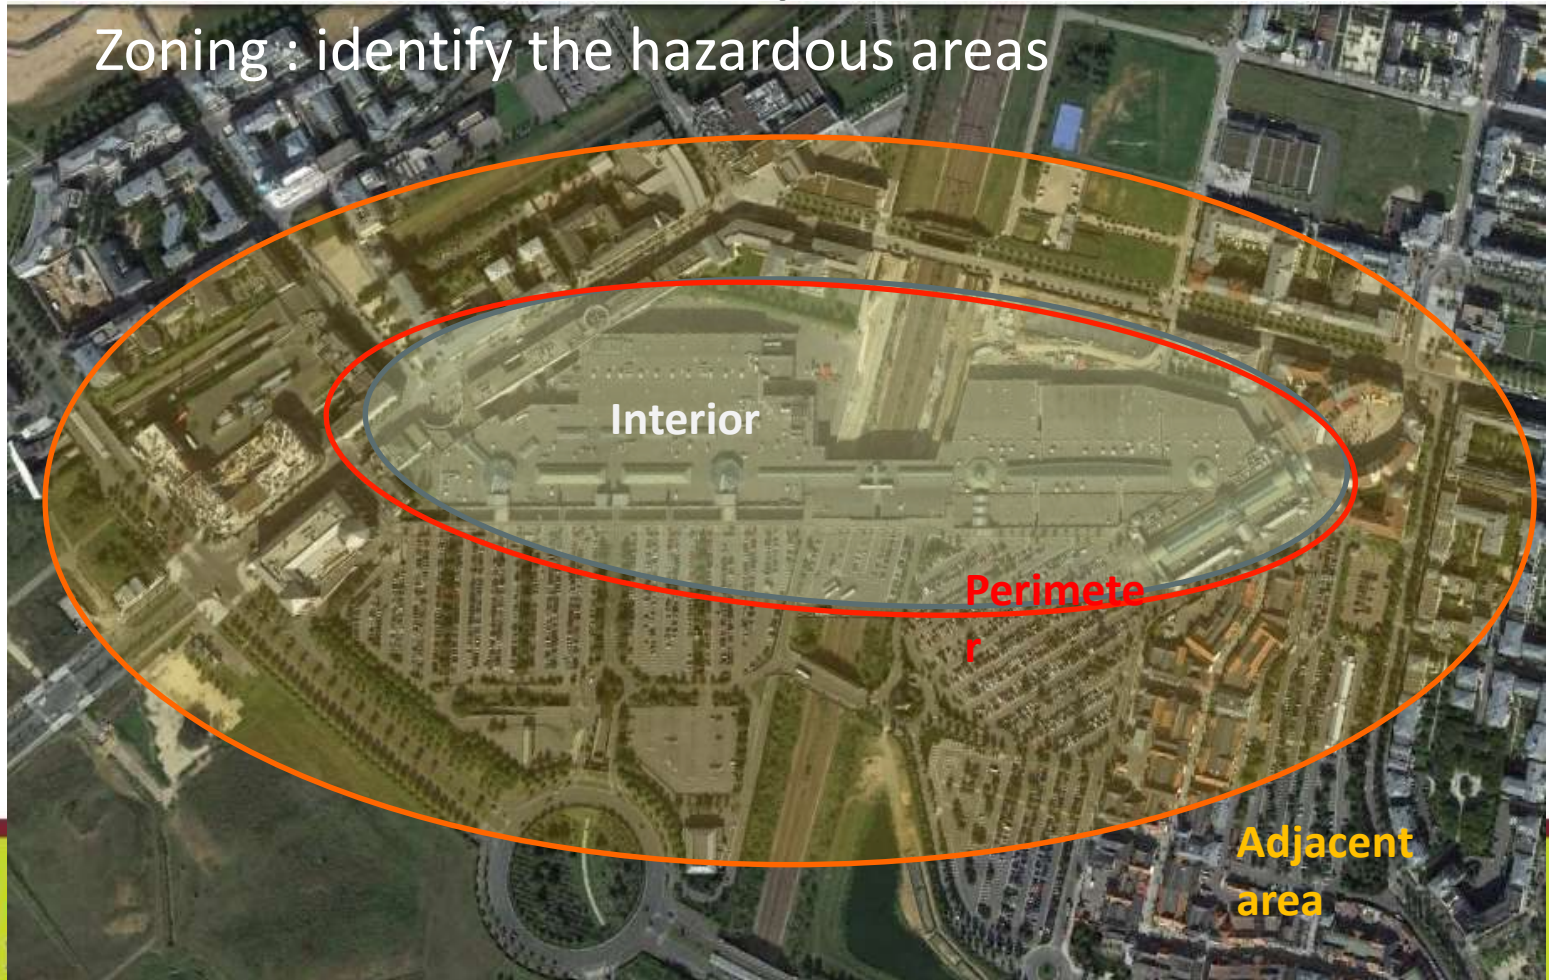 Zoning : identify the hazardous areas
Interior
Perimete
r
Adjacent
area